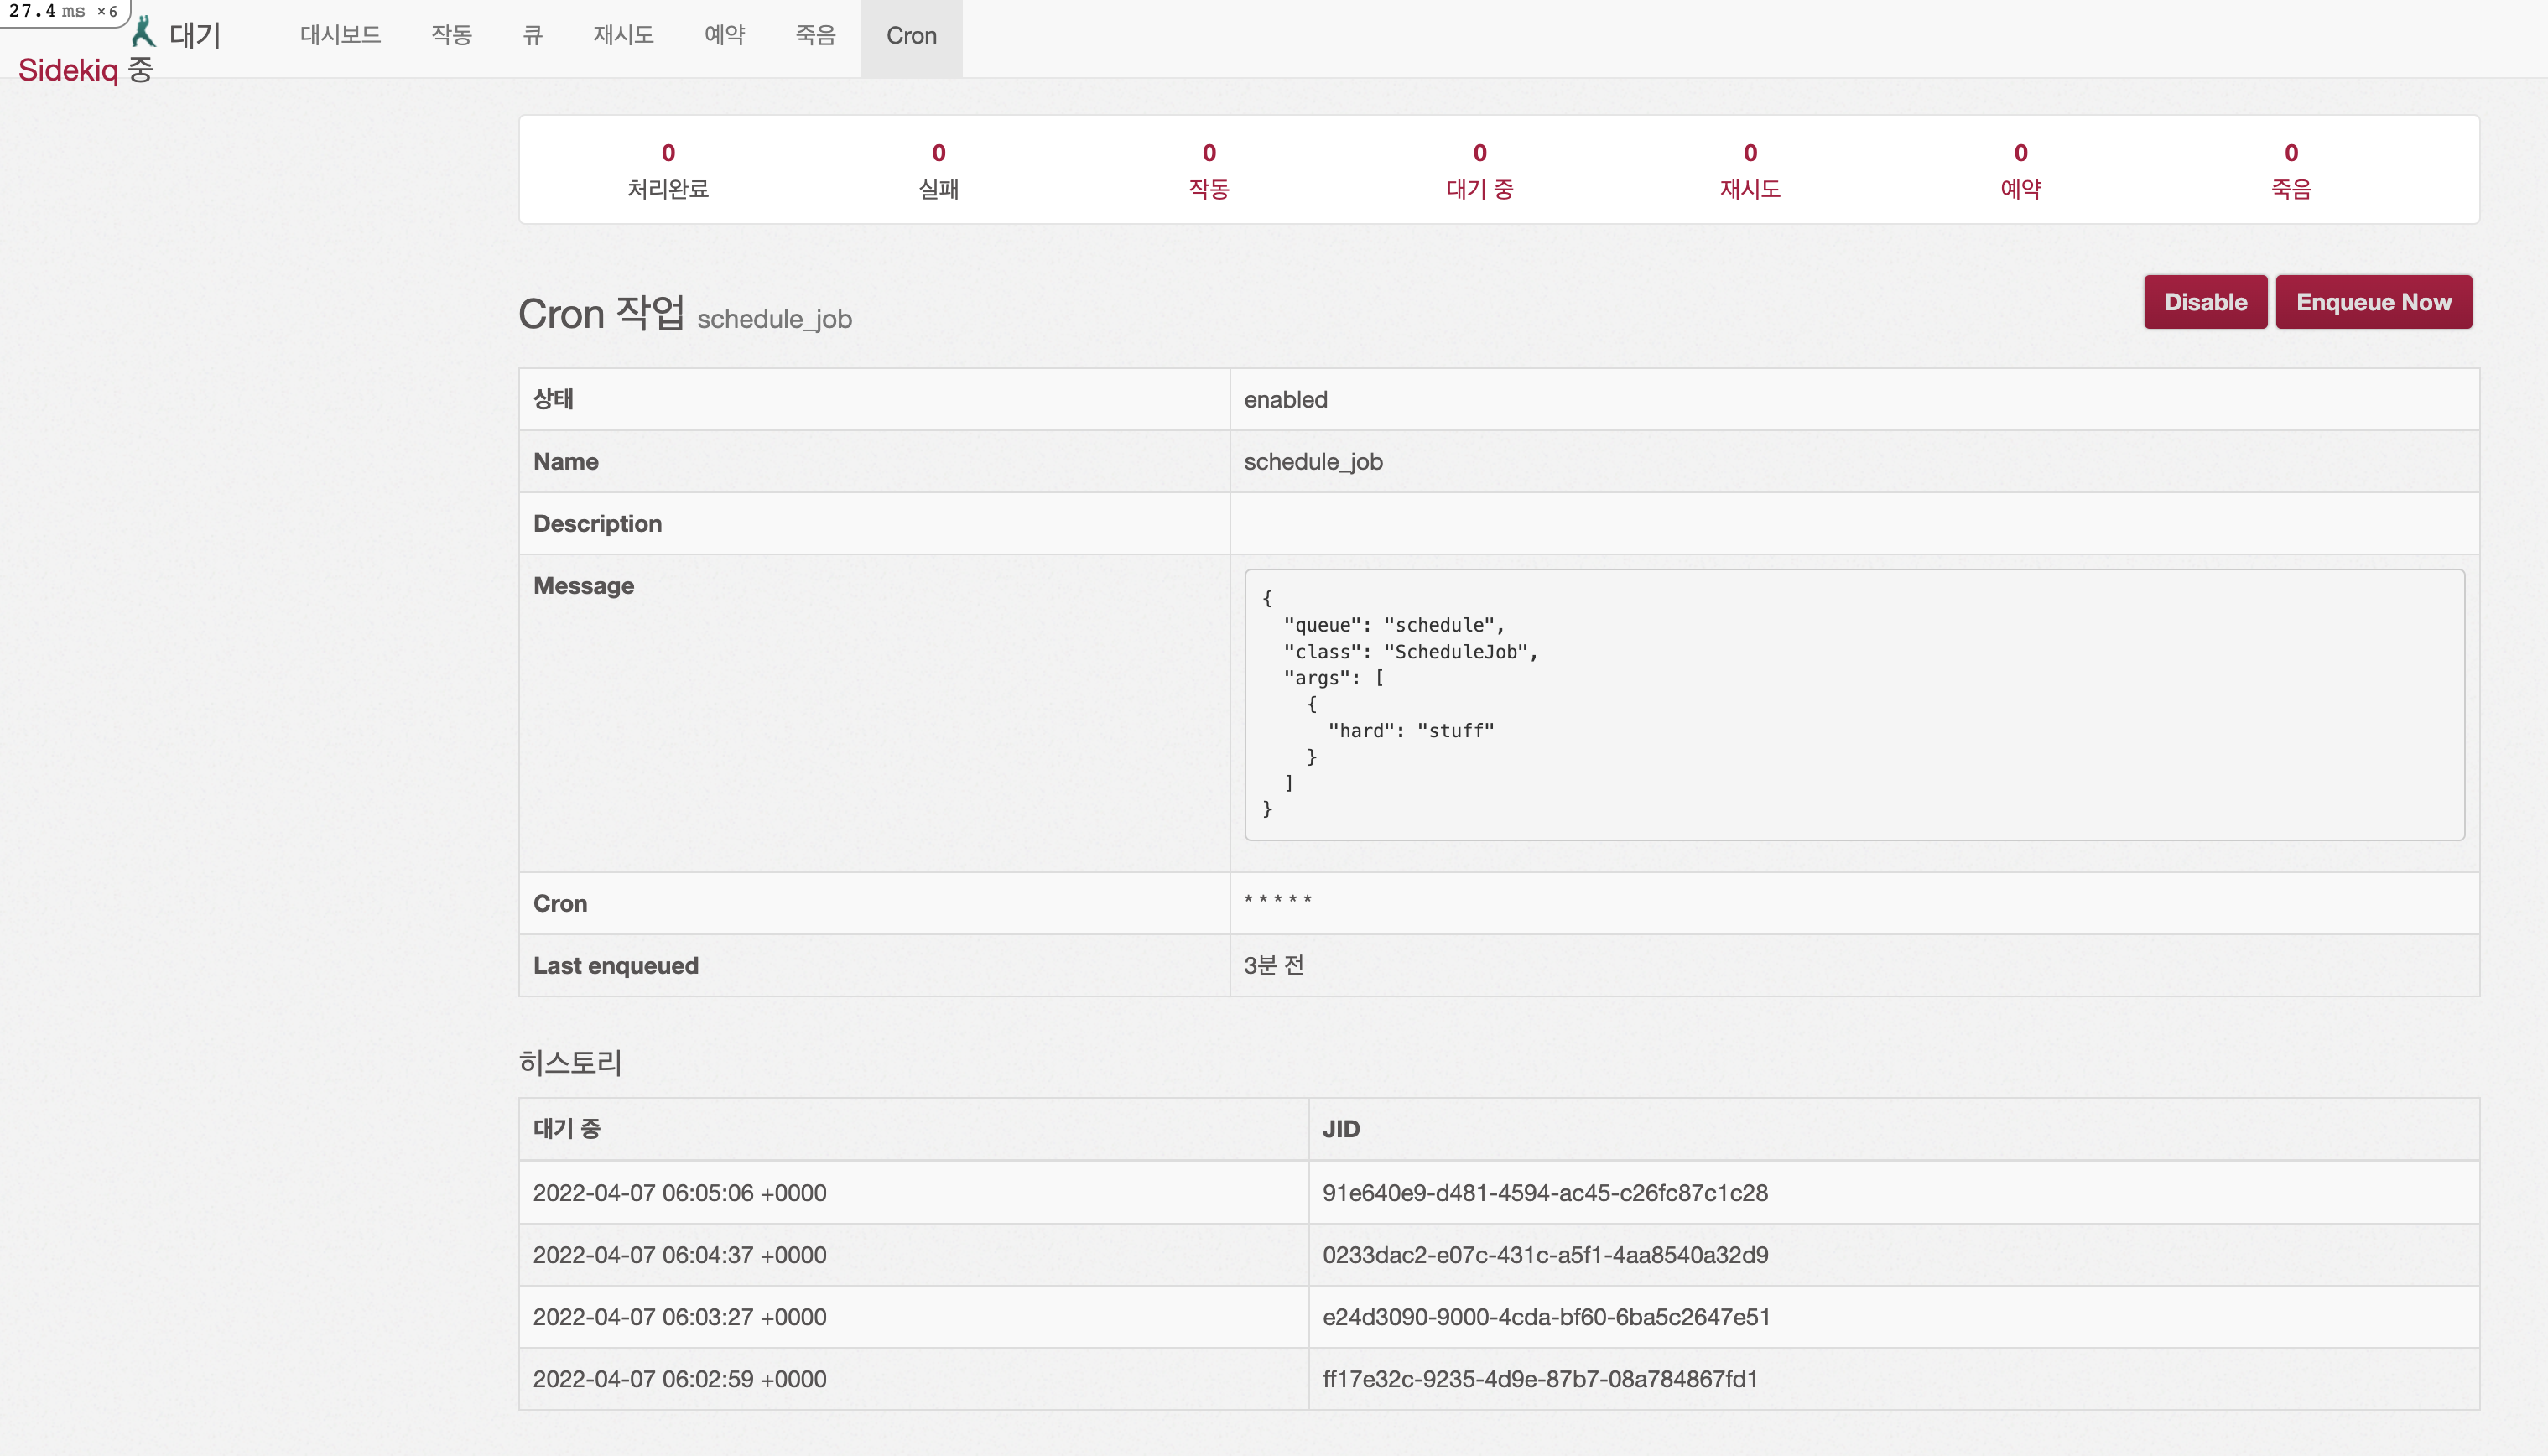 27.4 ms ×6
Sidekiq 대기 중
대시보드 작동 큐 재시도 예약 죽음 Cron
0 0 0 0 0 0 0
처리완료 실패 작동 대기 중 재시도 예약 죽음
Cron 작업 schedule_job
Disable Enqueue Now
상태 enabled
Name schedule_job
Description
Message
{
"queue": "schedule",
"class": "ScheduleJob",
"args": [
{
"hard": "stuff"
}
]
}
Cron * * * * *
Last enqueued 3분 전
히스토리
대기 중 JID
2022-04-07 06:05:06 +0000 91e640e9-d481-4594-ac45-c26fc87c1c28
2022-04-07 06:04:37 +0000 0233dac2-e07c-431c-a5f1-4aa8540a32d9
2022-04-07 06:03:27 +0000 e24d3090-9000-4cda-bf60-6ba5c2647e51
2022-04-07 06:02:59 +0000 ff17e32c-9235-4d9e-87b7-08a784867fd1